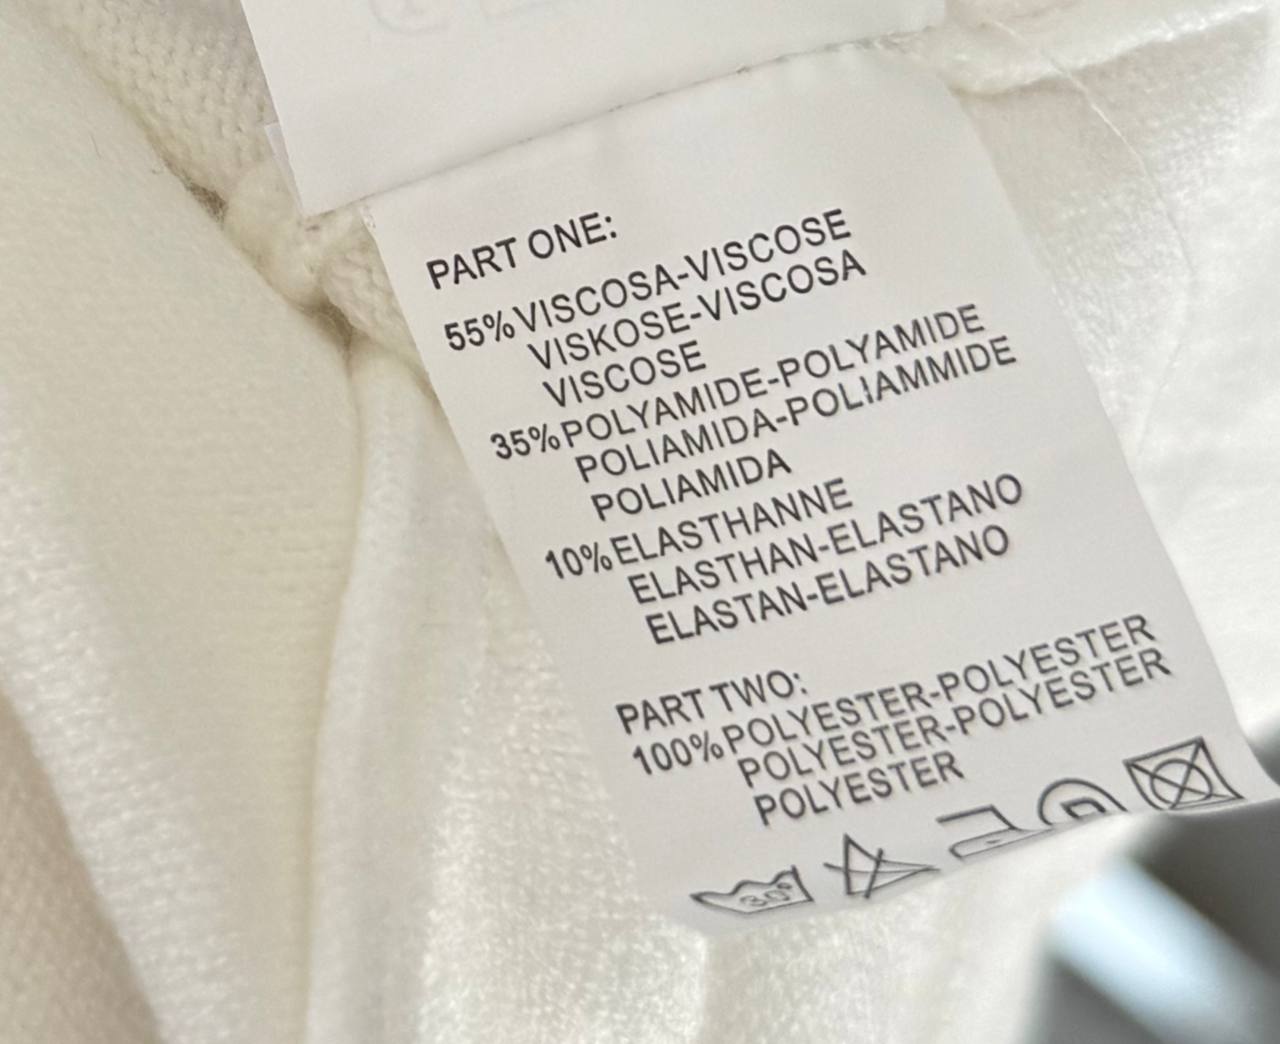 PART ONE:
55% VISCOSA-VISCOSE
VISKOSE-VISCOSA
VISCOSE
35% POLYAMIDE-POLYAMIDE
POLIAMIDA-POLIAMMIDE
POLIAMIDA
10% ELASTHANNE
ELASTHAN-ELASTANO
ELASTAN-ELASTANO
PART TWO:
100% POLYESTER-POLYESTER
POLYESTER-POLYESTER
POLYESTER
30°